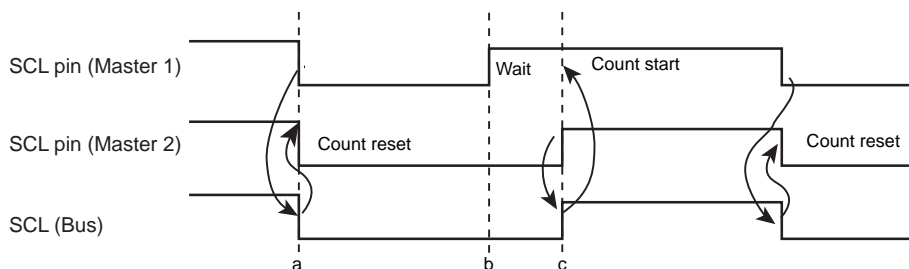 SCL pin (Master 1)
Wait
Count start
SCL pin (Master 2)
Count reset
Count reset
SCL (Bus)
a
b
c